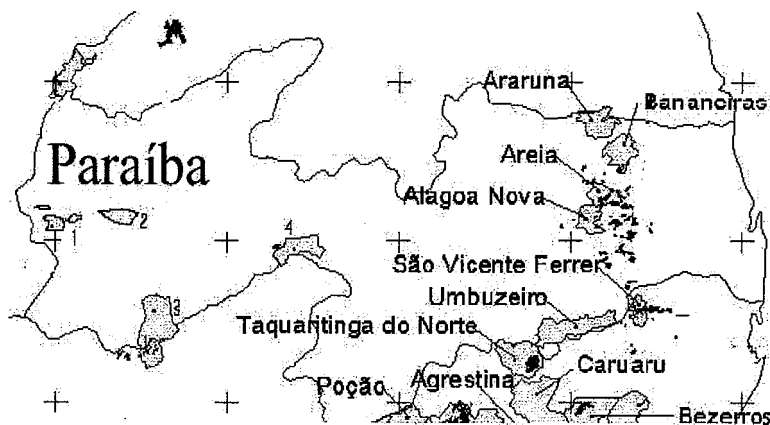 Araruna
Bananeiras
Paraíba
Areia
Alagoa Nova
1
2
4
São Vicente Ferrer
Umbuzeiro
3
Taquaritinga do Norte
Caruaru
Poção
Agrestina
Bezerros